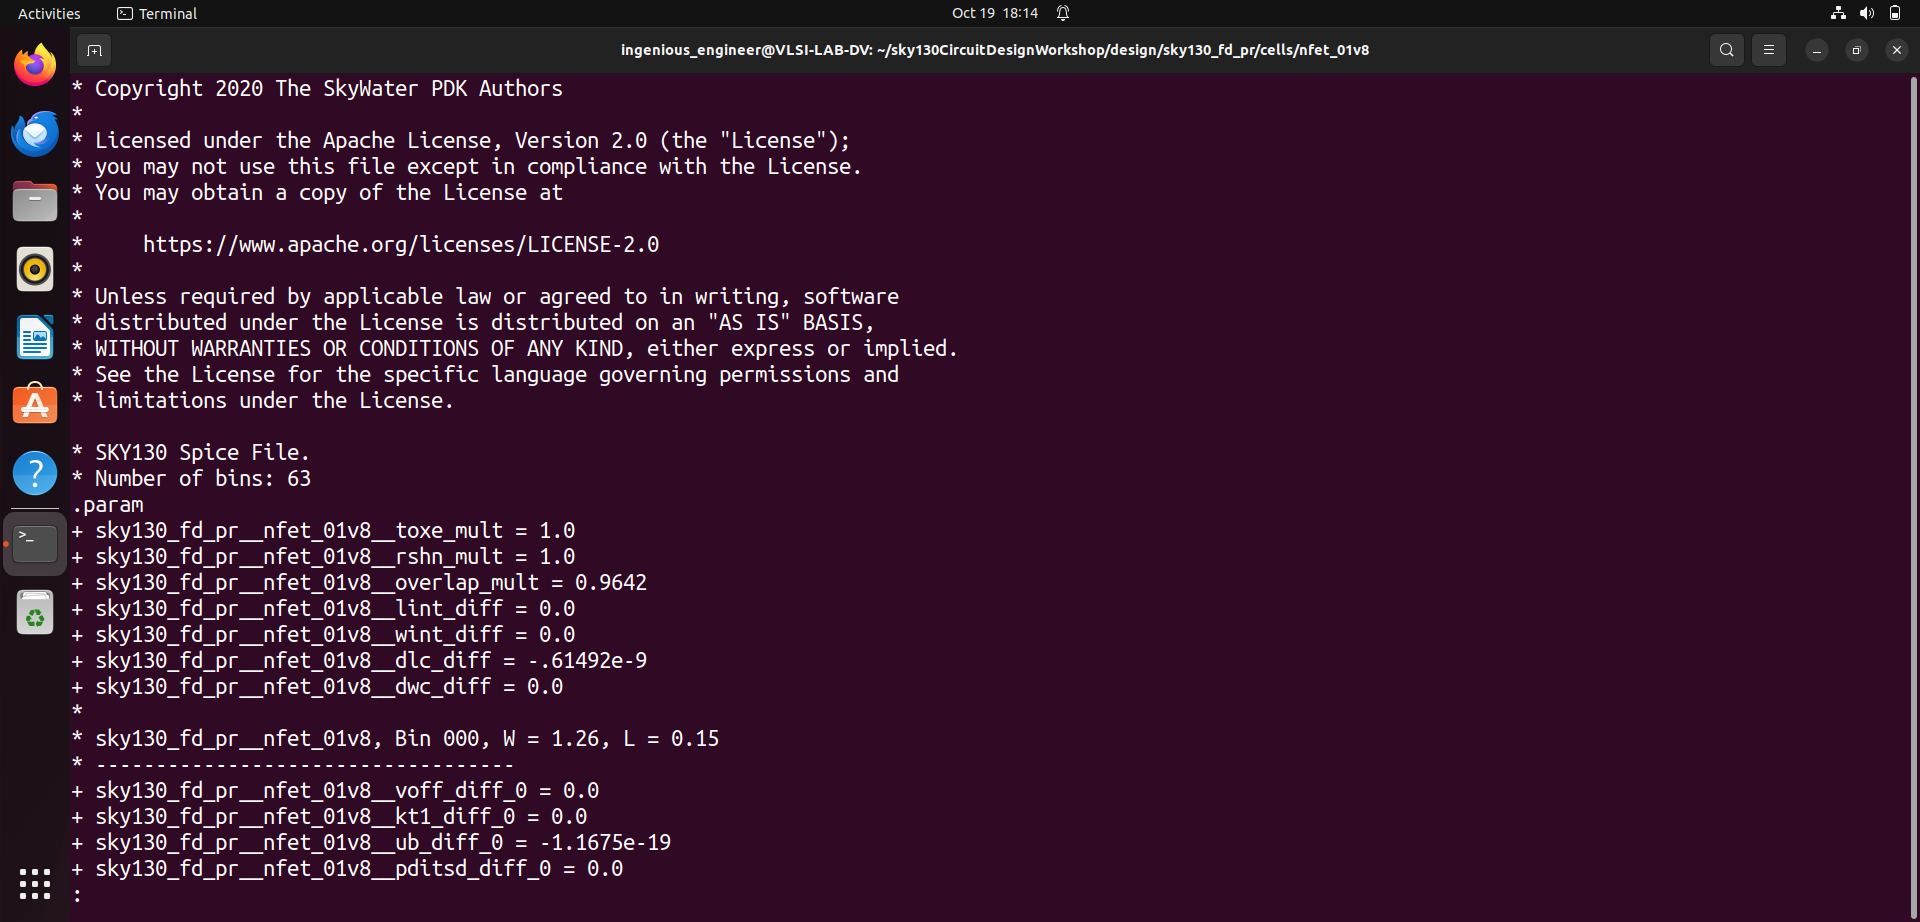 Activities
Terminal
Oct 19 18:14
ingenious_engineer@VLSI-LAB-DV: ~/sky130CircuitDesignWorkshop/design/sky130_fd_pr/cells/nfet_01v8
* Copyright 2020 The SkyWater PDK Authors
*
* Licensed under the Apache License, Version 2.0 (the "License");
* you may not use this file except in compliance with the License.
* You may obtain a copy of the License at
*
*     https://www.apache.org/licenses/LICENSE-2.0
*
* Unless required by applicable law or agreed to in writing, software
* distributed under the License is distributed on an "AS IS" BASIS,
* WITHOUT WARRANTIES OR CONDITIONS OF ANY KIND, either express or implied.
* See the License for the specific language governing permissions and
* limitations under the License.

* SKY130 Spice File.
* Number of bins: 63
.param
+ sky130_fd_pr__nfet_01v8__toxe_mult = 1.0
+ sky130_fd_pr__nfet_01v8__rshn_mult = 1.0
+ sky130_fd_pr__nfet_01v8__overlap_mult = 0.9642
+ sky130_fd_pr__nfet_01v8__lint_diff = 0.0
+ sky130_fd_pr__nfet_01v8__wint_diff = 0.0
+ sky130_fd_pr__nfet_01v8__dlc_diff = -.61492e-9
+ sky130_fd_pr__nfet_01v8__dwc_diff = 0.0
*
* sky130_fd_pr__nfet_01v8, Bin 000, W = 1.26, L = 0.15
* -----------------------------------
+ sky130_fd_pr__nfet_01v8__voff_diff_0 = 0.0
+ sky130_fd_pr__nfet_01v8__kt1_diff_0 = 0.0
+ sky130_fd_pr__nfet_01v8__ub_diff_0 = -1.1675e-19
+ sky130_fd_pr__nfet_01v8__pditsd_diff_0 = 0.0
: